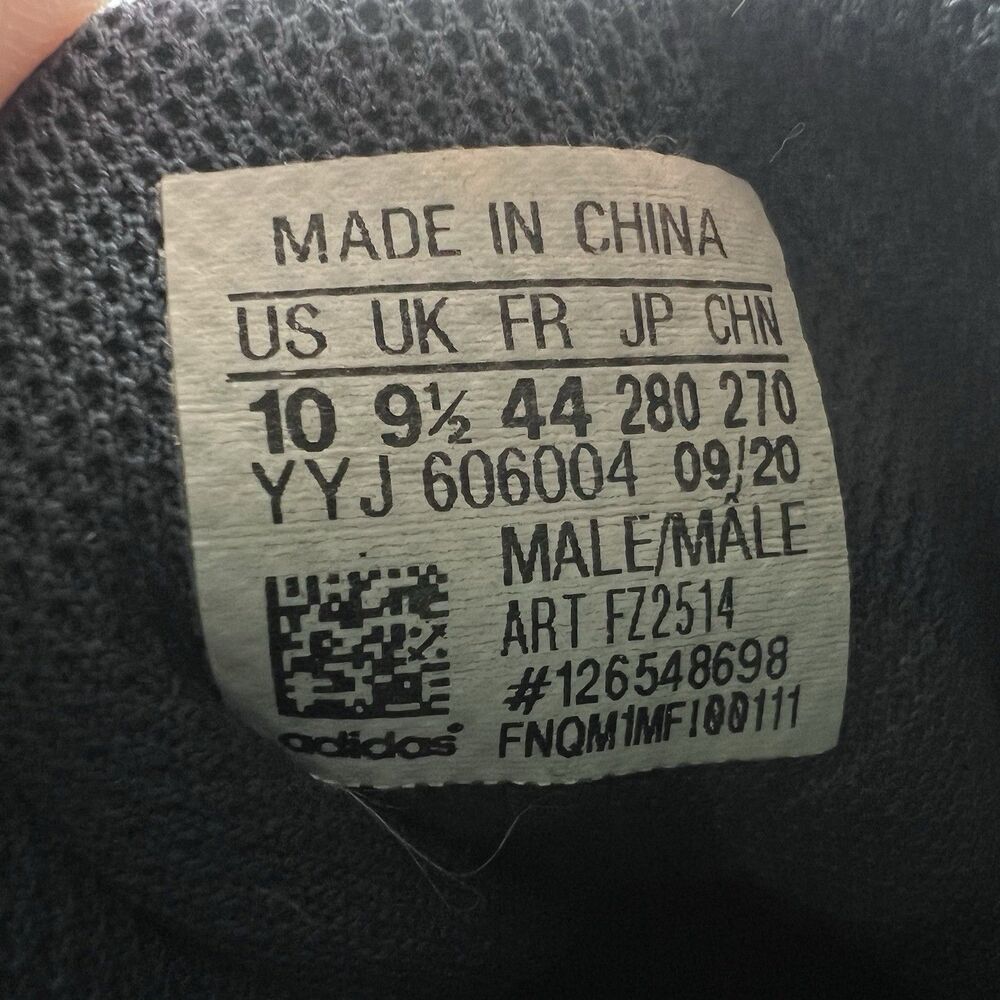 MADE IN CHINA
US UK FR JP CHN
10 9½ 44 280 270
YYJ 606004 09/20
MALE/MÂLE
ART FZ2514
#126548698
FNQM1MFI00111
adidas